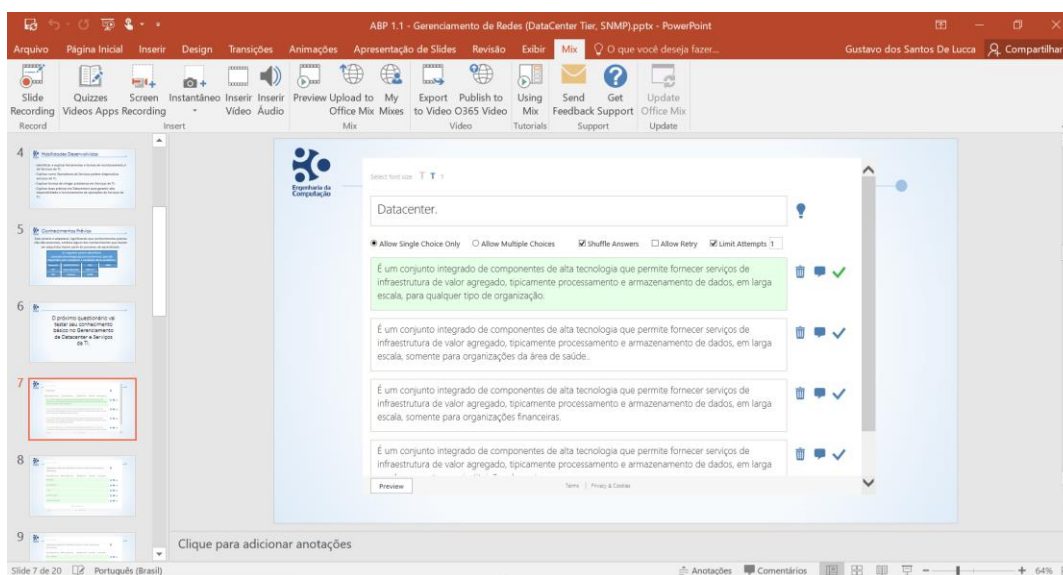 ABP 1.1 - Gerenciamento de Redes (DataCenter Tier, SNMP).pptx - PowerPoint
Arquivo Página Inicial Inserir Design Transições Animações Apresentação de Slides Revisão Exibir Mix O que você deseja fazer... Gustavo dos Santos De Lucca Compartilhar
Slide Recording
Quizzes Videos Apps
Screen Recording
Instantâneo
Inserir Vídeo
Inserir Áudio
Preview
Upload to Office Mix
My Mixes
Export to Video
Publish to O365 Video
Using Mix
Send Feedback
Get Support
Update Office Mix
Record Insert Mix Video Tutorials Support Update
4
Habilidades Desenvolvidas
5
Conhecimentos Prévios
6
O próximo questionário vai
testar seu conhecimento
básico no Gerenciamento
de Datacenter e Serviços
de TI.
7
8
9
Engenharia da
Computação
Select font size: T T T
Datacenter.
Allow Single Choice Only Allow Multiple Choices Shuffle Answers Allow Retry Limit Attempts 1
É um conjunto integrado de componentes de alta tecnologia que permite fornecer serviços de
infraestrutura de valor agregado, tipicamente processamento e armazenamento de dados, em larga
escala, para qualquer tipo de organização.
É um conjunto integrado de componentes de alta tecnologia que permite fornecer serviços de
infraestrutura de valor agregado, tipicamente processamento e armazenamento de dados, em larga
escala, somente para organizações da área de saúde..
É um conjunto integrado de componentes de alta tecnologia que permite fornecer serviços de
infraestrutura de valor agregado, tipicamente processamento e armazenamento de dados, em larga
escala, somente para organizações financeiras.
É um conjunto integrado de componentes de alta tecnologia que permite fornecer serviços de
infraestrutura de valor agregado, tipicamente processamento e armazenamento de dados, em larga
Preview Terms | Privacy & Cookies
Clique para adicionar anotações
Slide 7 de 20 Português (Brasil) Anotações Comentários 64%